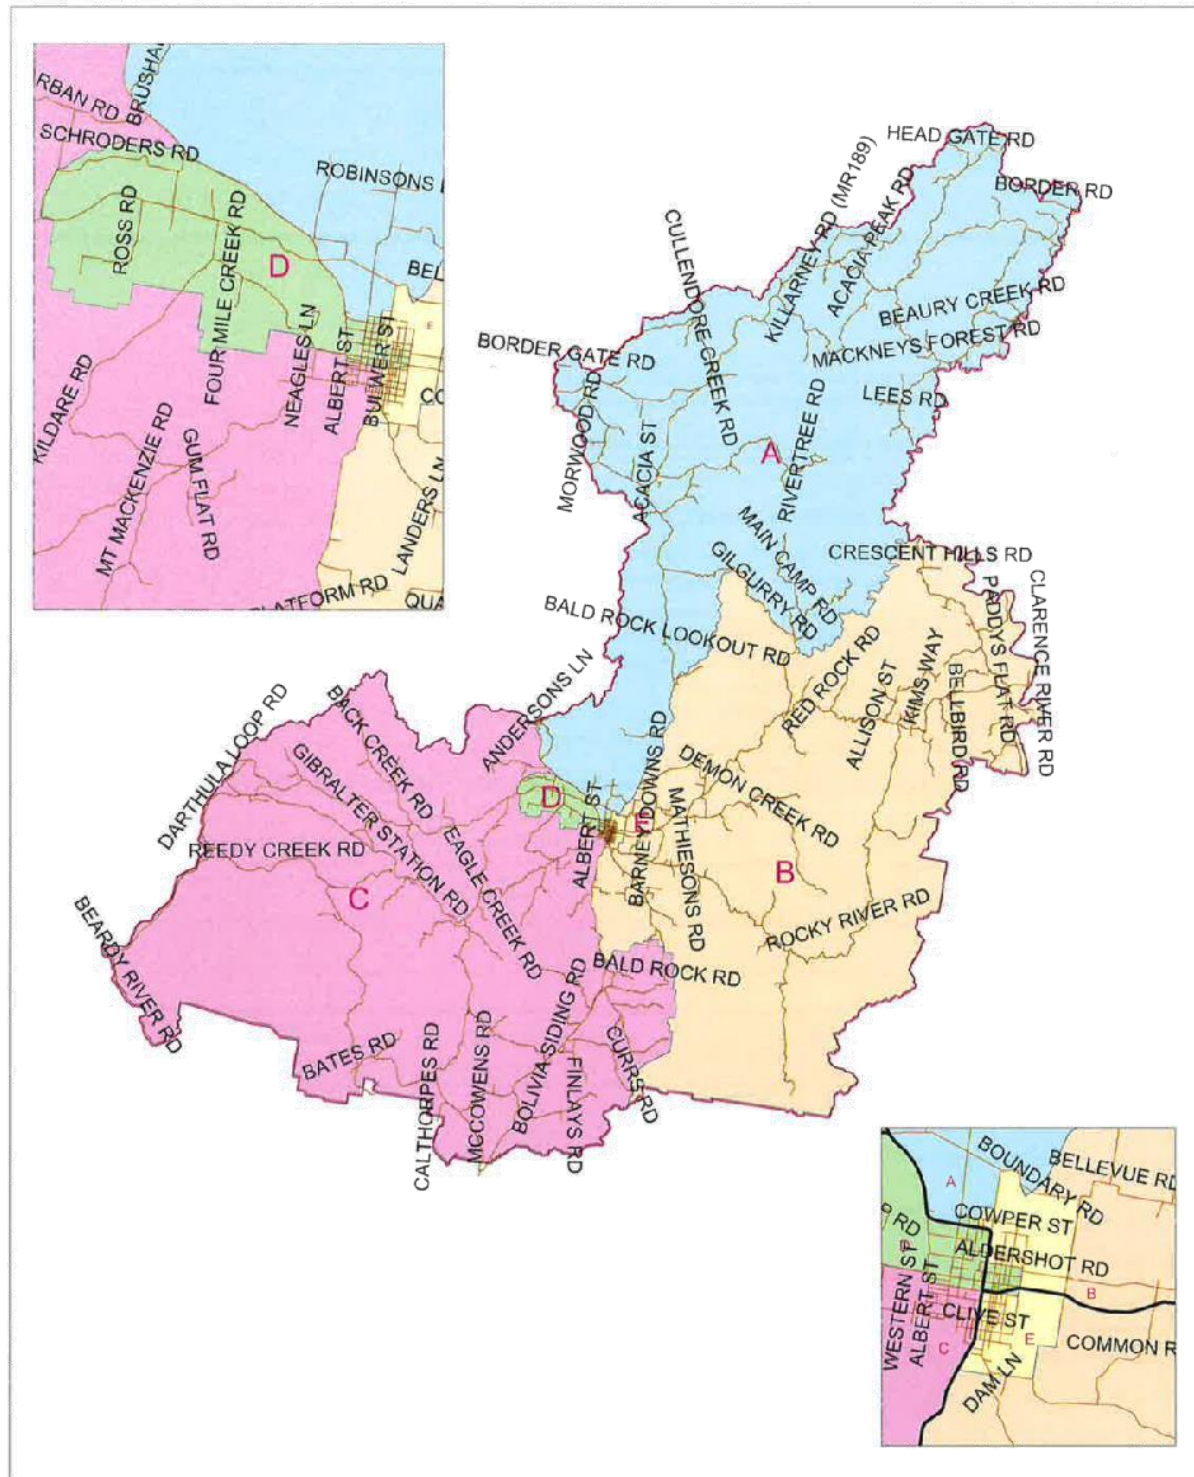 RBAN RD
BRUSHA
SCHRODERS RD
ROBINSONS
ROSS RD
FOUR MILE CREEK RD
D
BEL
NEAGLES LN
ALBERT ST
BULWER ST
E
CO
KILDARE RD
MT MACKENZIE RD
GUM FLAT RD
LANDERS LN
LATFORM RD
QUA
HEAD GATE RD
BORDER RD
KILLARNEY RD (MR189)
ACACIA PEAK RD
CULLENDORE CREEK RD
BEAURY CREEK RD
MACKNEYS FOREST RD
BORDER GATE RD
LEES RD
MORWOOD RD
ACACIA ST
A
RIVERTREE RD
MAIN CAMP RD
GILGURRY RD
CRESCENT HILLS RD
PADDYS FLAT RD
CLARENCE RIVER RD
BALD ROCK LOOKOUT RD
RED ROCK RD
ALLISON ST
KIMS WAY
BELLBIRD RD
ANDERSONS LN
DARTHULA LOOP RD
BACK CREEK RD
GIBRALTER STATION RD
REEDY CREEK RD
EAGLE CREEK RD
D
ALBERT ST
E
BARNEY DOWNS RD
DEMON CREEK RD
MATHIESONS RD
B
C
ROCKY RIVER RD
BEARDY RIVER RD
BALD ROCK RD
BATES RD
CALTHORPES RD
MCCOWENS RD
BOLIVIA SIDING RD
FINLAYS RD
CURRS RD
A
BOUNDARY RD
BELLEVUE RD
COWPER ST
P RD
D
ALDERSHOT RD
WESTERN ST
ALBERT ST
B
CLIVE ST
C
E
COMMON R
DAM LN